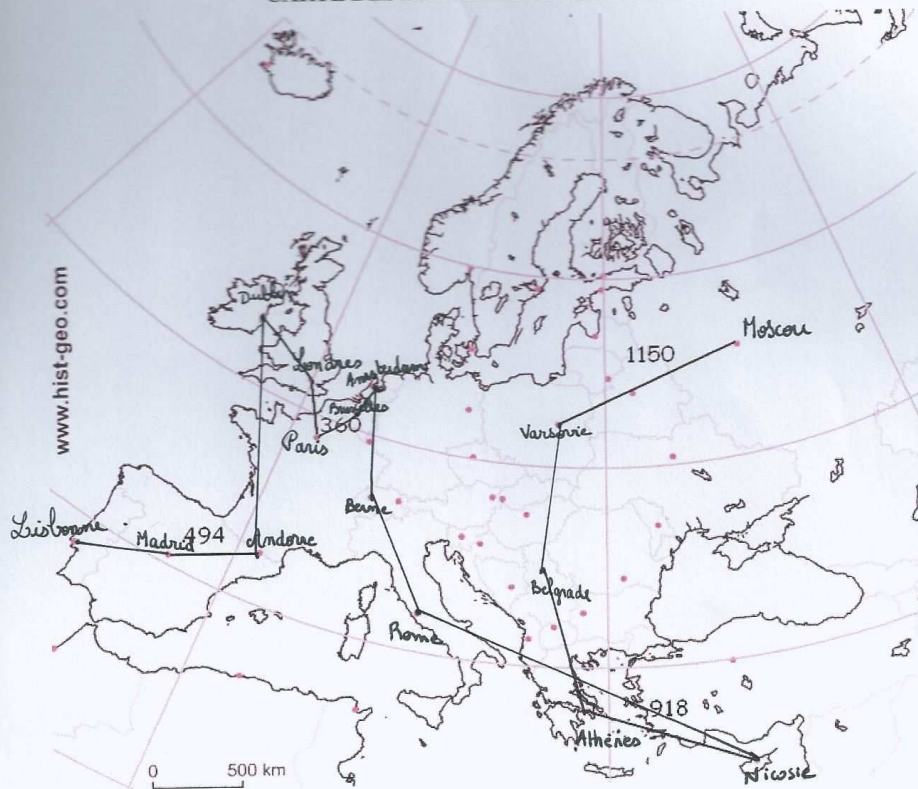 www.hist-geo.com
Dublin
Londres
Amsterdam
Bruxelles
360
Paris
Berne
Moscou
1150
Varsovie
Lisbonne
Madrid
494
Andorre
Belgrade
Rome
918
Athènes
Nicosie
0 500 km